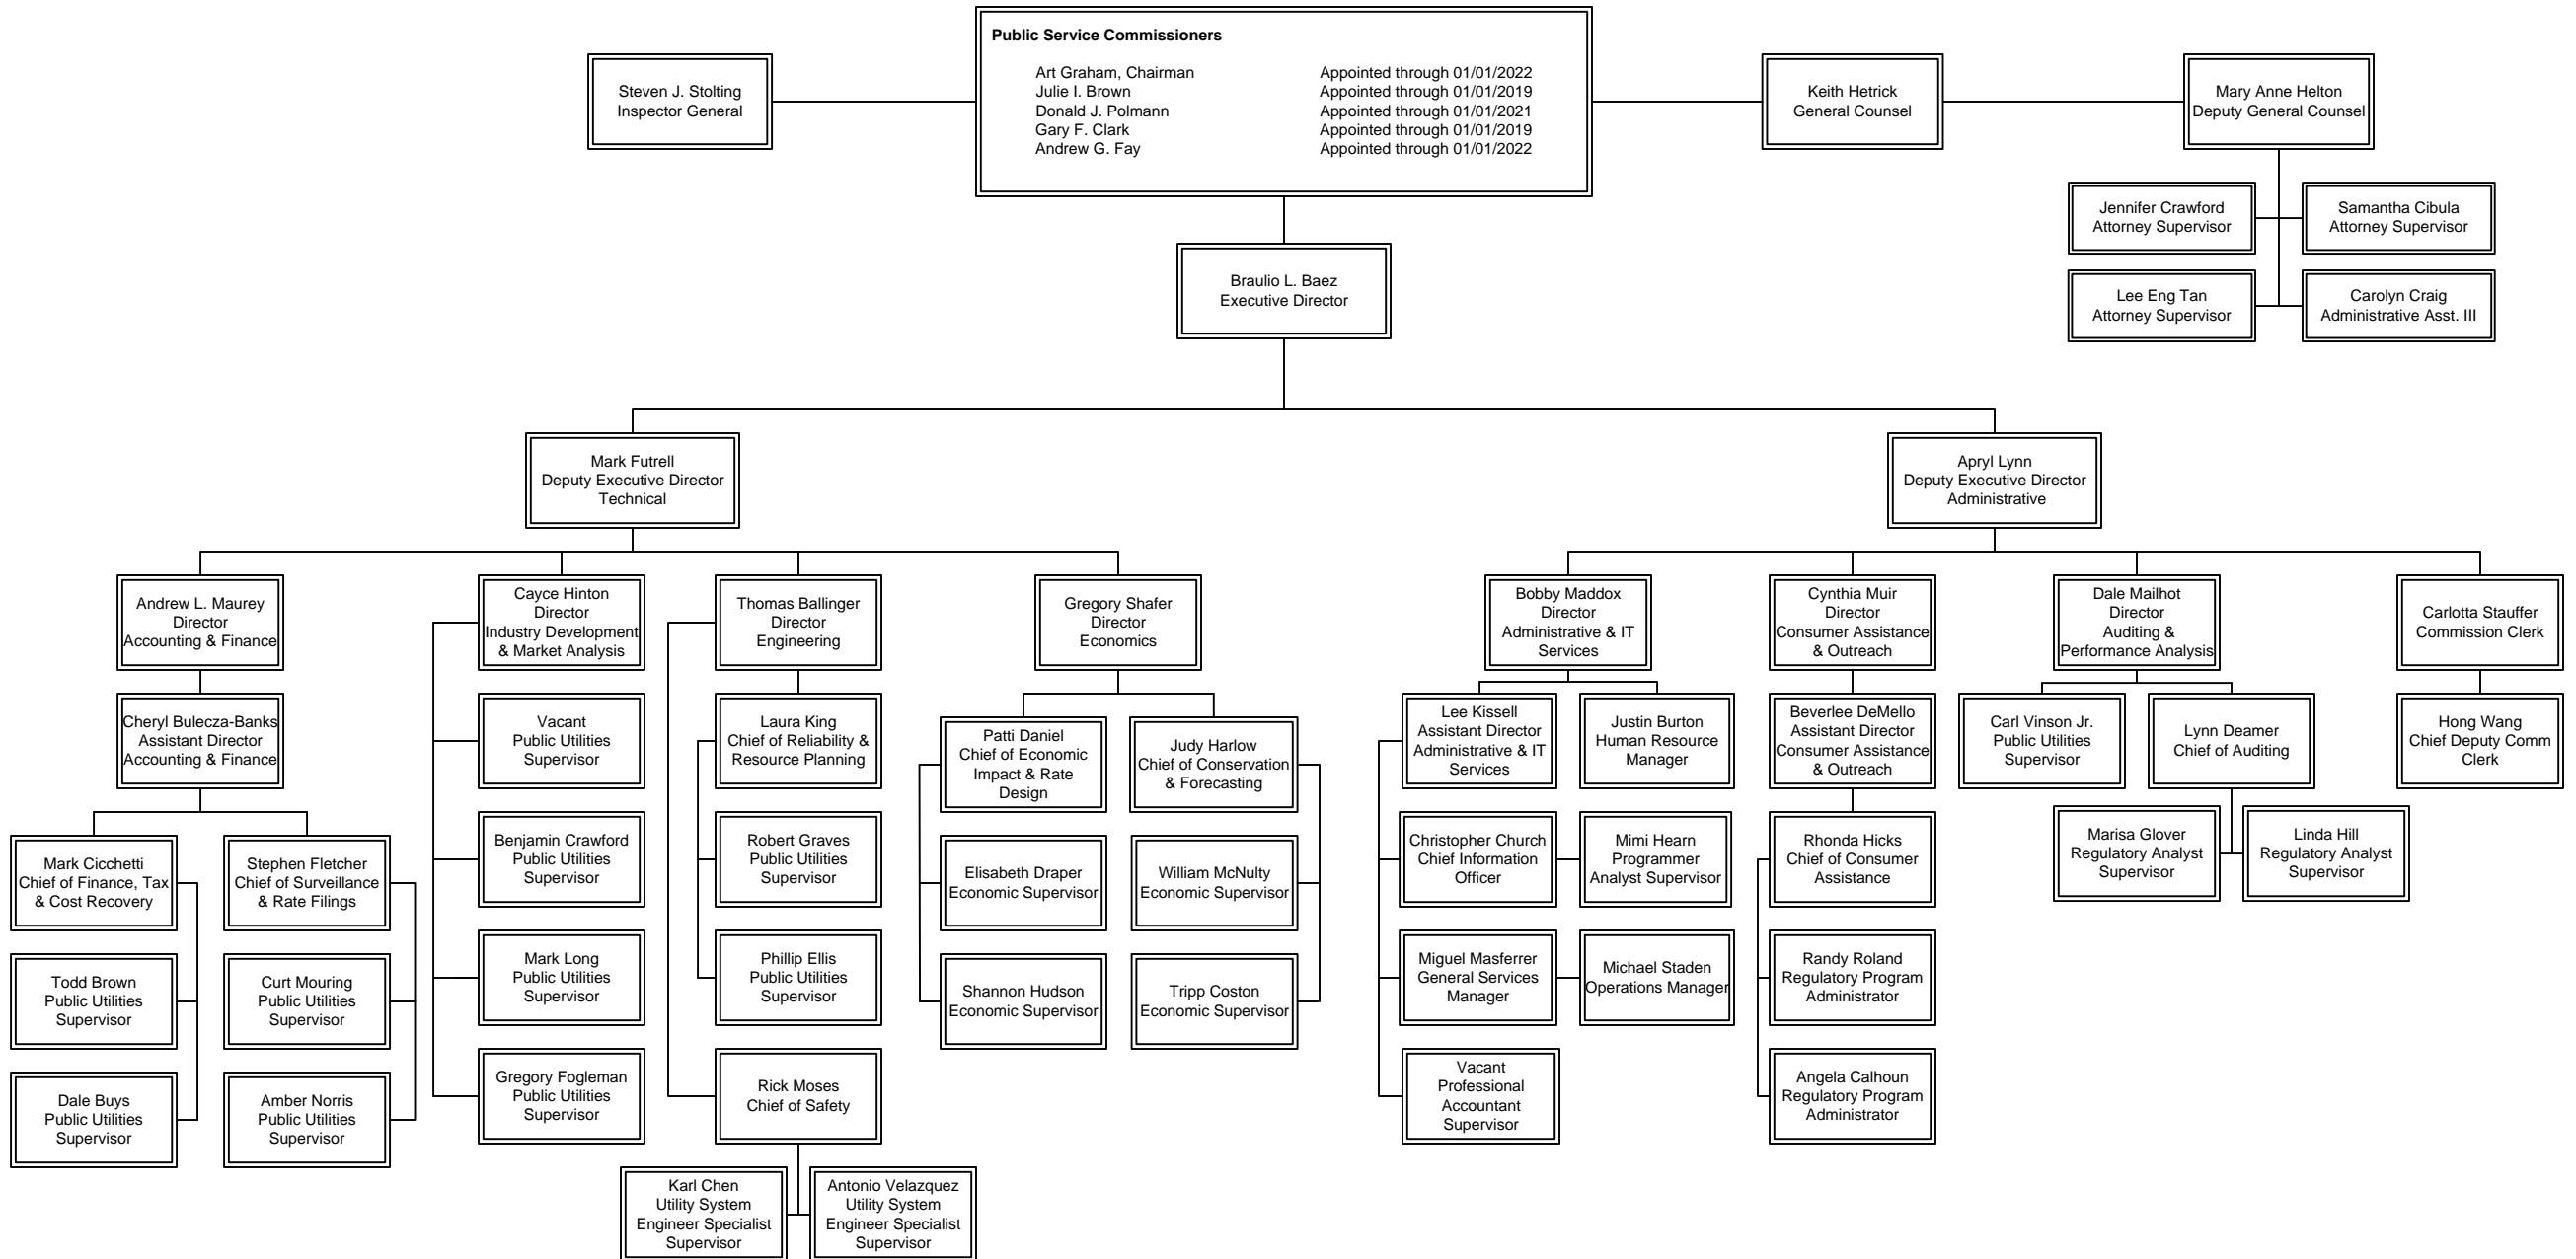 Public Service Commissioners
Art Graham, Chairman Appointed through 01/01/2022
Julie I. Brown Appointed through 01/01/2019
Donald J. Polmann Appointed through 01/01/2021
Gary F. Clark Appointed through 01/01/2019
Andrew G. Fay Appointed through 01/01/2022
Steven J. Stolting
Inspector General
Keith Hetrick
General Counsel
Mary Anne Helton
Deputy General Counsel
Jennifer Crawford
Attorney Supervisor
Samantha Cibula
Attorney Supervisor
Lee Eng Tan
Attorney Supervisor
Carolyn Craig
Administrative Asst. III
Braulio L. Baez
Executive Director
Mark Futrell
Deputy Executive Director
Technical
Apryl Lynn
Deputy Executive Director
Administrative
Andrew L. Maurey
Director
Accounting & Finance
Cheryl Bulecza-Banks
Assistant Director
Accounting & Finance
Mark Cicchetti
Chief of Finance, Tax
& Cost Recovery
Todd Brown
Public Utilities
Supervisor
Dale Buys
Public Utilities
Supervisor
Stephen Fletcher
Chief of Surveillance
& Rate Filings
Curt Mouring
Public Utilities
Supervisor
Amber Norris
Public Utilities
Supervisor
Cayce Hinton
Director
Industry Development
& Market Analysis
Vacant
Public Utilities
Supervisor
Benjamin Crawford
Public Utilities
Supervisor
Mark Long
Public Utilities
Supervisor
Gregory Fogleman
Public Utilities
Supervisor
Thomas Ballinger
Director
Engineering
Laura King
Chief of Reliability &
Resource Planning
Robert Graves
Public Utilities
Supervisor
Phillip Ellis
Public Utilities
Supervisor
Rick Moses
Chief of Safety
Karl Chen
Utility System
Engineer Specialist
Supervisor
Antonio Velazquez
Utility System
Engineer Specialist
Supervisor
Gregory Shafer
Director
Economics
Patti Daniel
Chief of Economic
Impact & Rate
Design
Elisabeth Draper
Economic Supervisor
Shannon Hudson
Economic Supervisor
Judy Harlow
Chief of Conservation
& Forecasting
William McNulty
Economic Supervisor
Tripp Coston
Economic Supervisor
Bobby Maddox
Director
Administrative & IT
Services
Lee Kissell
Assistant Director
Administrative & IT
Services
Justin Burton
Human Resource
Manager
Christopher Church
Chief Information
Officer
Mimi Hearn
Programmer
Analyst Supervisor
Miguel Masferrer
General Services
Manager
Michael Staden
Operations Manager
Vacant
Professional
Accountant
Supervisor
Cynthia Muir
Director
Consumer Assistance
& Outreach
Beverlee DeMello
Assistant Director
Consumer Assistance
& Outreach
Rhonda Hicks
Chief of Consumer
Assistance
Randy Roland
Regulatory Program
Administrator
Angela Calhoun
Regulatory Program
Administrator
Dale Mailhot
Director
Auditing &
Performance Analysis
Carl Vinson Jr.
Public Utilities
Supervisor
Lynn Deamer
Chief of Auditing
Marisa Glover
Regulatory Analyst
Supervisor
Linda Hill
Regulatory Analyst
Supervisor
Carlotta Stauffer
Commission Clerk
Hong Wang
Chief Deputy Comm
Clerk